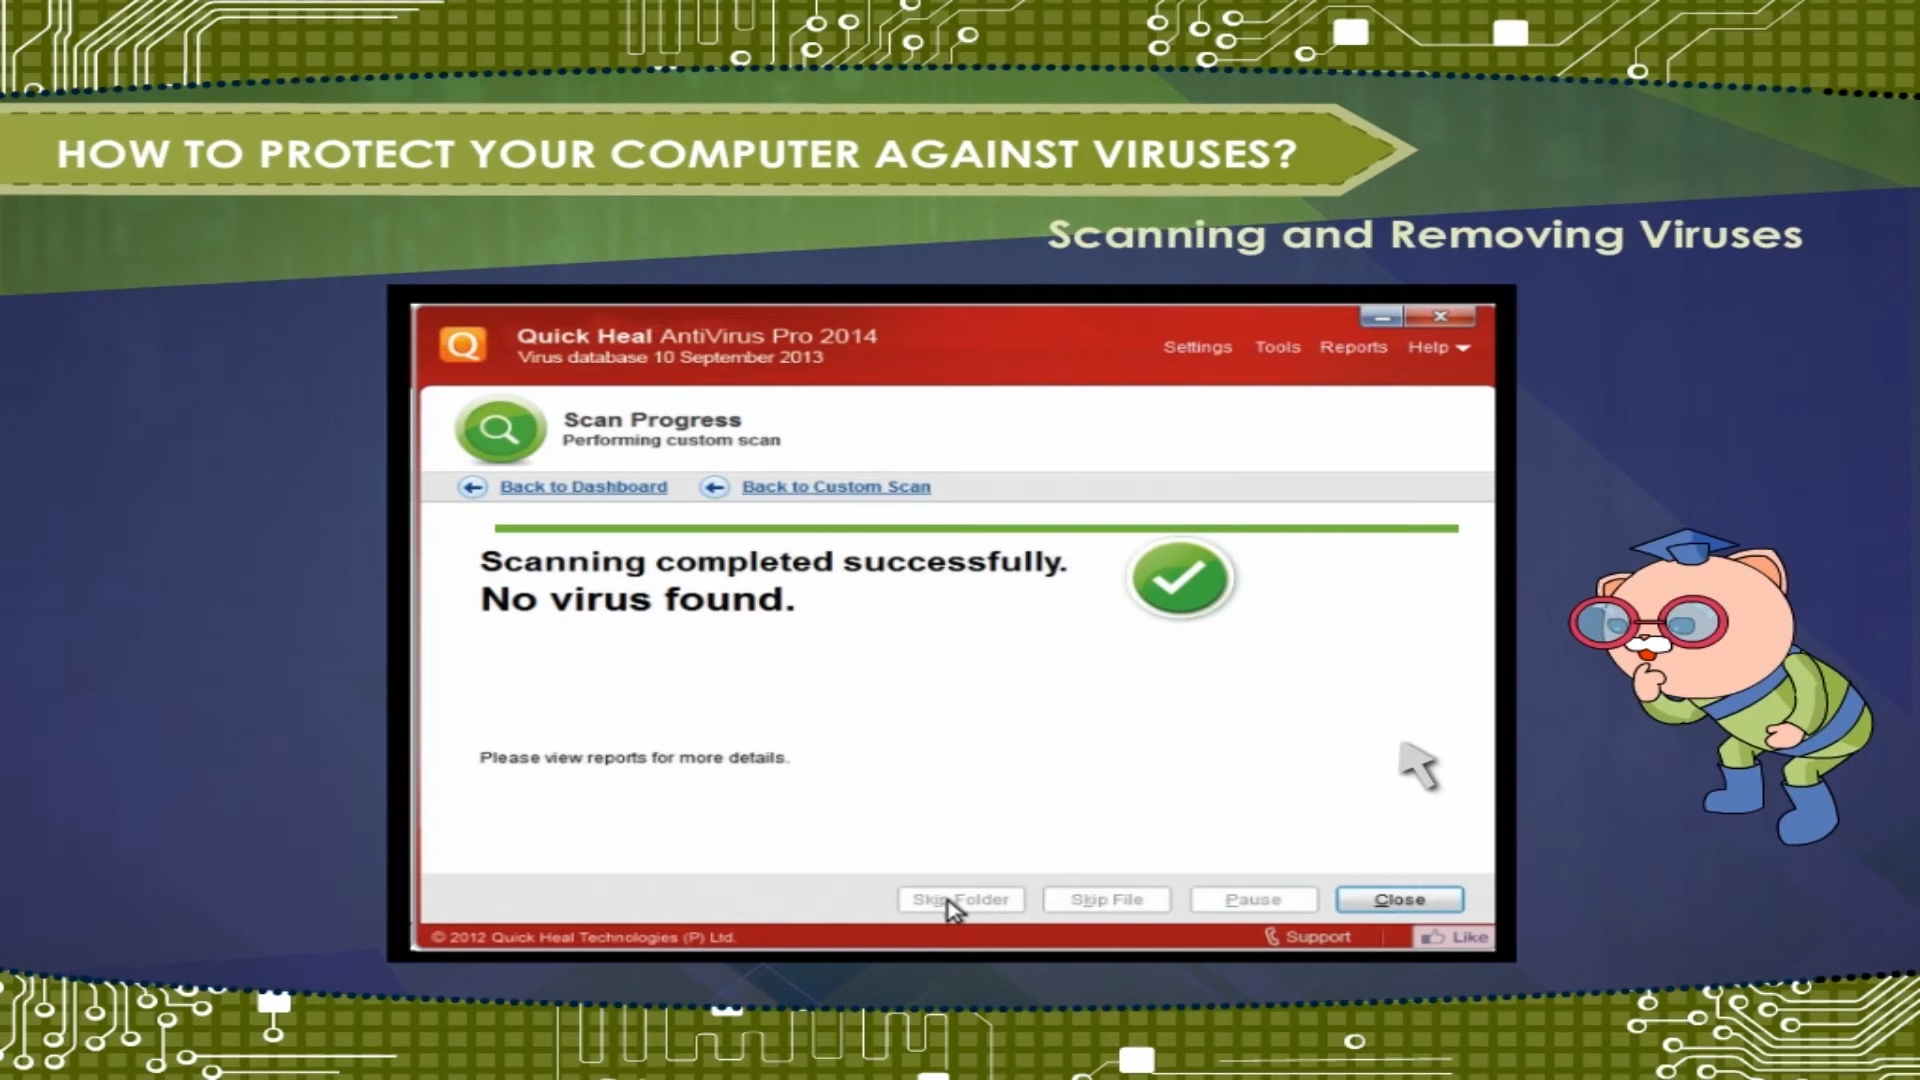 HOW TO PROTECT YOUR COMPUTER AGAINST VIRUSES?
Scanning and Removing Viruses
Q
Quick Heal AntiVirus Pro 2014
Virus database 10 September 2013
Settings Tools Reports Help
Scan Progress
Performing custom scan
Back to Dashboard Back to Custom Scan
Scanning completed successfully.
No virus found.
Please view reports for more details.
Skip Folder Skip File Pause Close
© 2012 Quick Heal Technologies (P) Ltd. Support Like